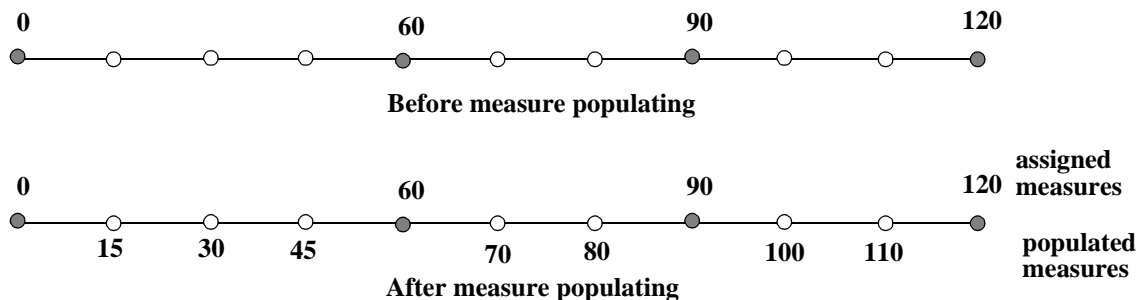 0 60 90 120
Before measure populating
0 60 90 120 assigned
measures
15 30 45 70 80 100 110 populated
measures
After measure populating